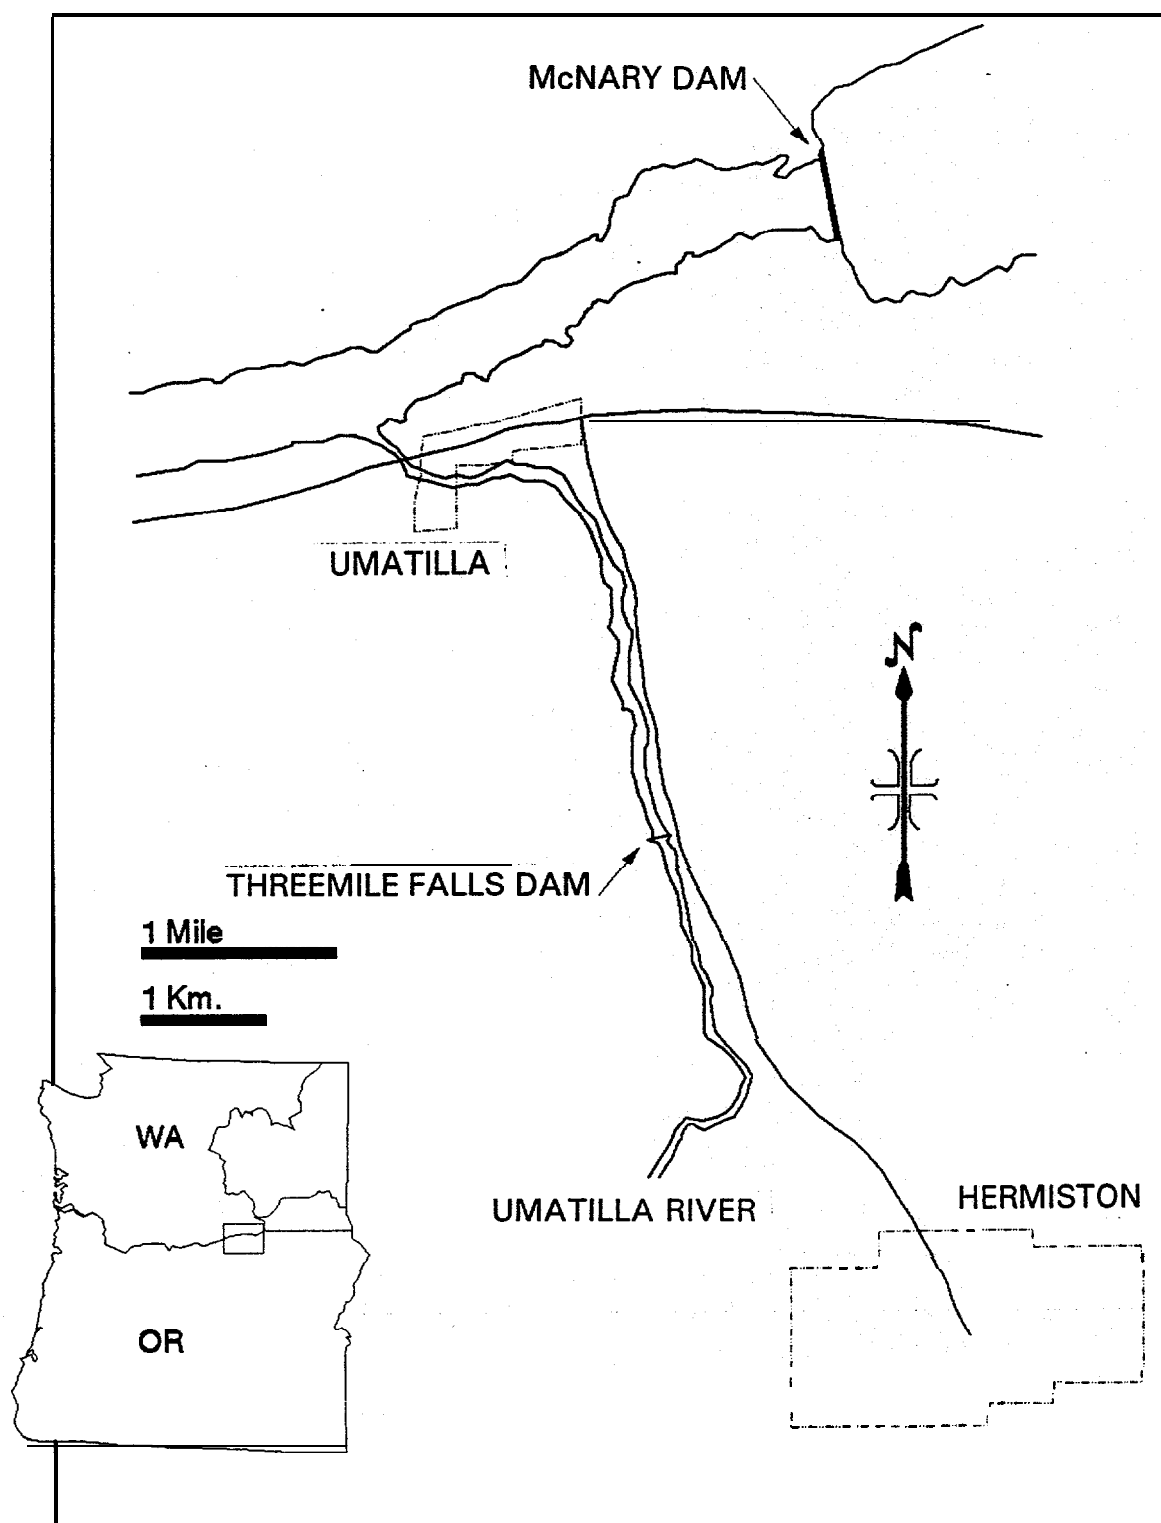 McNARY DAM
UMATILLA
N
THREEMILE FALLS DAM
1 Mile
1 Km.
WA
UMATILLA RIVER
HERMISTON
OR